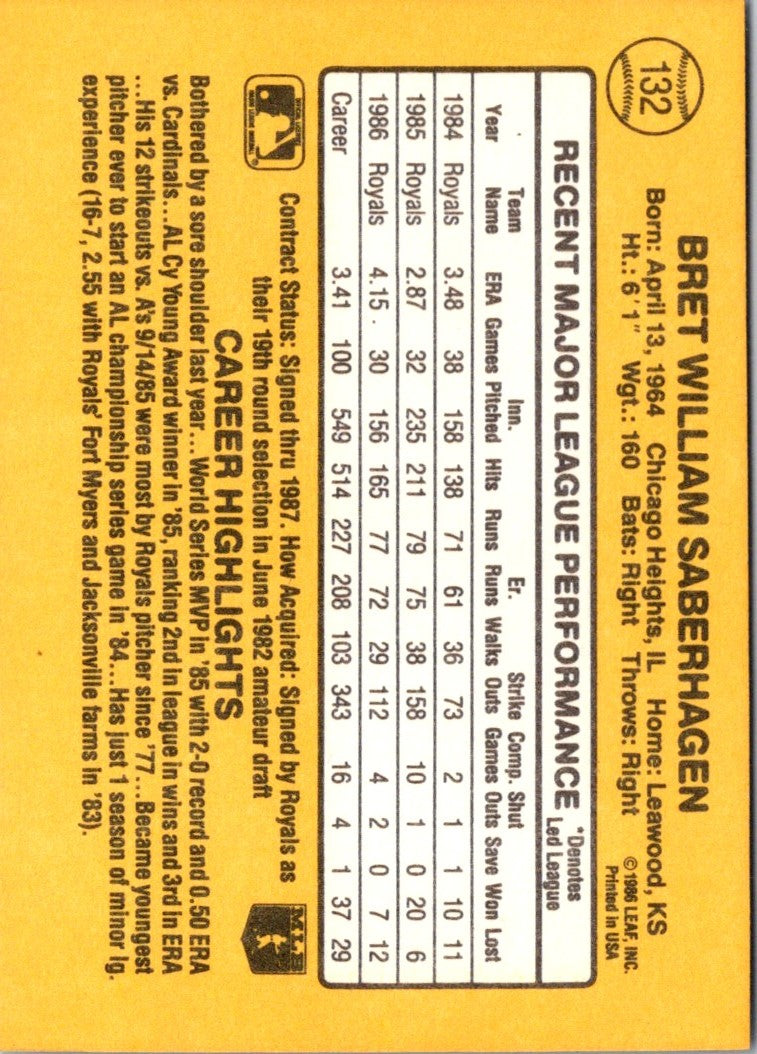 132
BRET WILLIAM SABERHAGEN
Born: April 13, 1964 Chicago Heights, IL Home: Leawood, KS
Ht.: 6'1" Wgt.: 160 Bats: Right Throws: Right
©1986 LEAF, INC.
Printed in USA
RECENT MAJOR LEAGUE PERFORMANCE *Denotes Led League
Year Team Name ERA Games Inn. Pitched Hits Runs Er. Runs Walks Strike Outs Comp. Games Shut Outs Save Won Lost
1984 Royals 3.48 38 158 138 71 61 36 73 2 1 1 10 11
1985 Royals 2.87 32 235 211 79 75 38 158 10 1 0 20 6
1986 Royals 4.15 30 156 165 77 72 29 112 4 2 0 7 12
Career 3.41 100 549 514 227 208 103 343 16 4 1 37 29
Contract Status: Signed thru 1987. How Acquired: Signed by Royals as
their 19th round selection in June 1982 amateur draft
MLB
CAREER HIGHLIGHTS
Bothered by a sore shoulder last year...World Series MVP in '85 with 2-0 record and 0.50 ERA
vs. Cardinals...AL Cy Young Award winner in '85, ranking 2nd in league in wins and 3rd in ERA
...His 12 strikeouts vs. A's 9/14/85 were most by Royals pitcher since '77...Became youngest
pitcher ever to start an AL championship series game in '84...Has just 1 season of minor lg.
experience (16-7, 2.55 with Royals' Fort Myers and Jacksonville farms in '83).